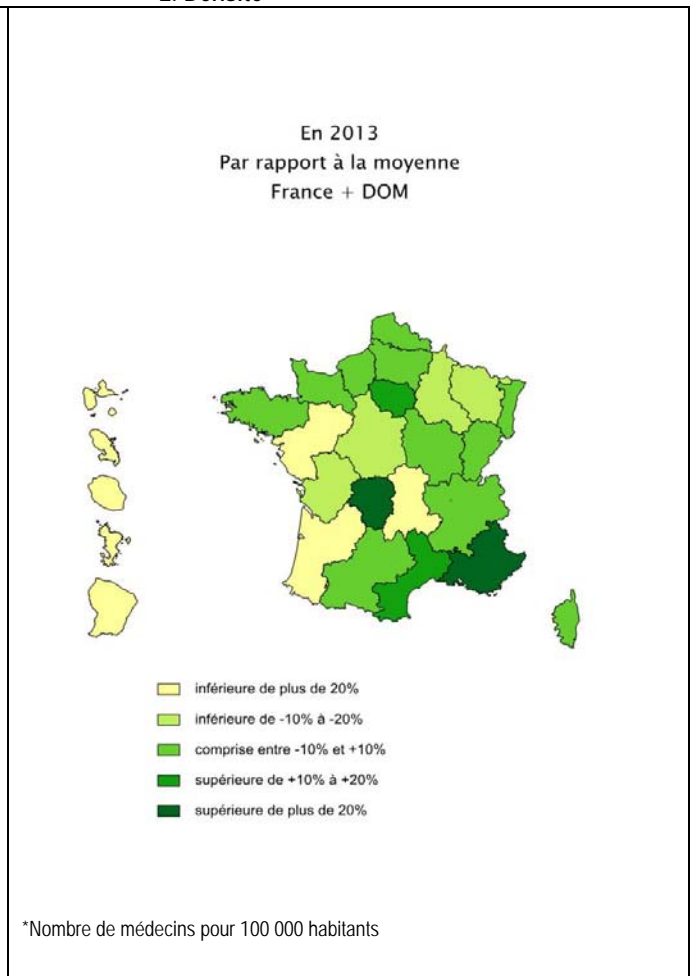 2. Densité
En 2013
Par rapport à la moyenne
France + DOM
inférieure de plus de 20%
inférieure de -10% à -20%
comprise entre -10% et +10%
supérieure de +10% à +20%
supérieure de plus de 20%
*Nombre de médecins pour 100 000 habitants